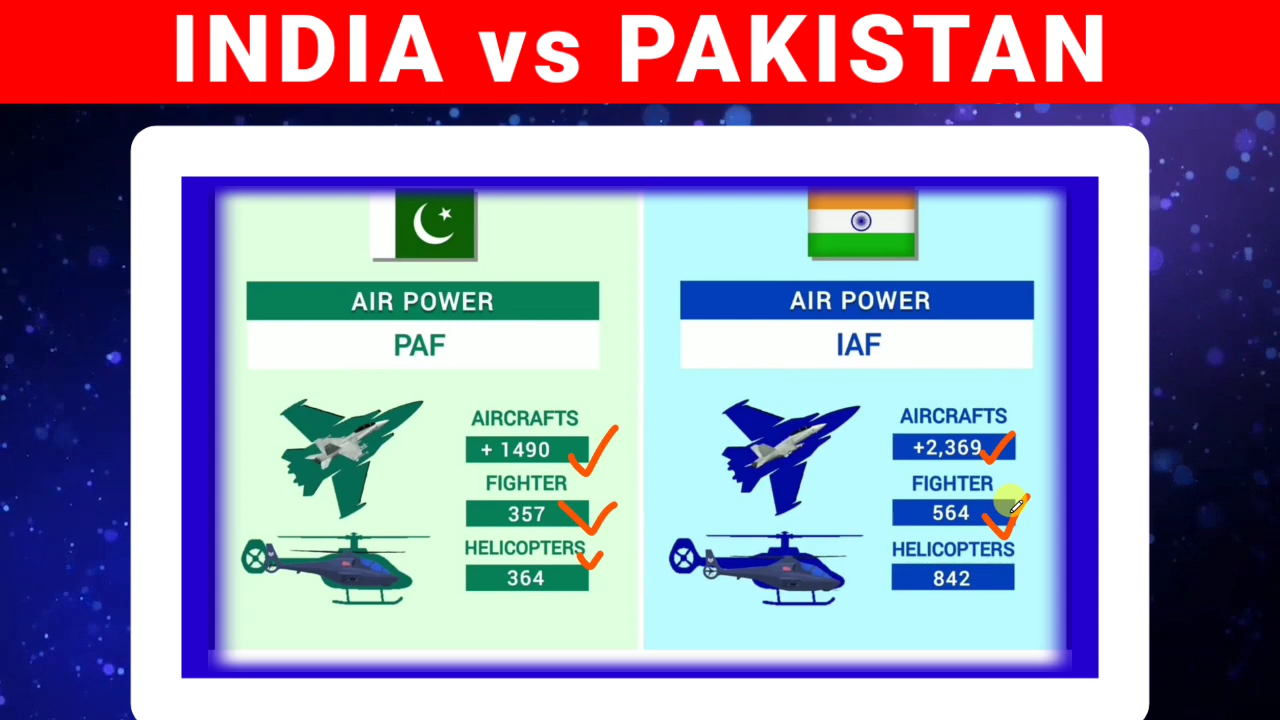 INDIA vs PAKISTAN
AIR POWER
PAF
AIRCRAFTS
+ 1490
FIGHTER
357
HELICOPTERS
364
AIR POWER
IAF
AIRCRAFTS
+2,369
FIGHTER
564
HELICOPTERS
842